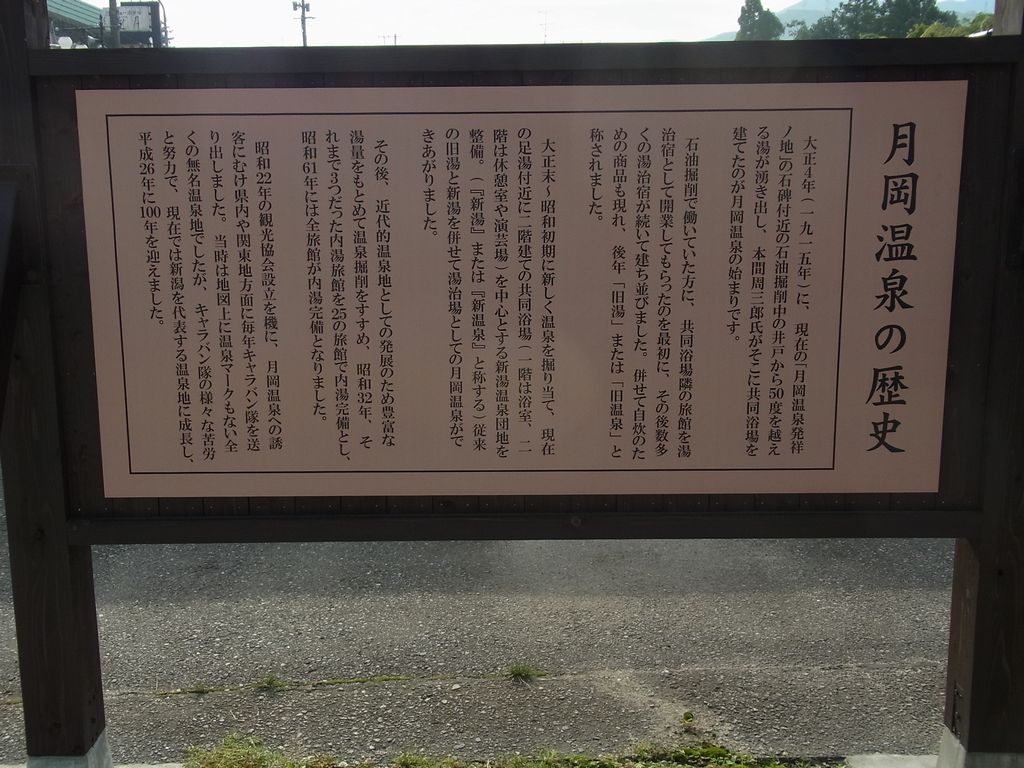 月岡温泉の歴史
大正4年(一九一五年)に、現在の「月岡温泉発祥
ノ地」の石碑付近の石油掘削中の井戸から50度を越え
る湯が湧き出し、本間周三郎氏がそこに共同浴場を
建てたのが月岡温泉の始まりです。
石油掘削で働いていた方に、共同浴場隣の旅館を湯
治宿として開業してもらったのを最初に、その後数多
くの湯治宿が続いて建ち並びました。併せて自炊のた
めの商品も現れ、後年「旧湯」または「旧温泉」と
称されました。
大正末～昭和初期に新しく温泉を掘り当て、現在
の足湯付近に二階建ての共同浴場(一階は浴室、二
階は休憩室や演芸場)を中心とする新湯温泉団地を
整備。(『新湯』または『新温泉』と称する)従来
の旧湯と新湯を併せて湯治場としての月岡温泉がで
きあがりました。
その後、近代的温泉地としての発展のため豊富な
湯量をもとめて温泉掘削をすすめ、昭和32年、そ
れまで3つだった内湯旅館を25の旅館で内湯完備とし、
昭和61年には全旅館が内湯完備となりました。
昭和22年の観光協会設立を機に、月岡温泉への誘
客にむけ県内や関東地方面に毎年キャラバン隊を送
り出しました。当時は地図上に温泉マークもない全
くの無名温泉地でしたが、キャラバン隊の様々な苦労
と努力で、現在では新潟を代表する温泉地に成長し、
平成26年に100年を迎えました。